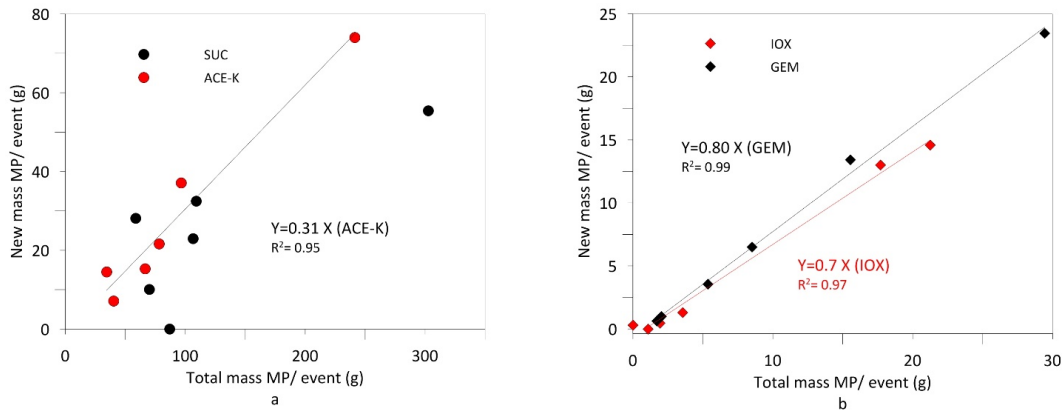 80
60
40
20
0
New mass MP/ event (g)
SUC
ACE-K
Y=0.31 X (ACE-K)
R²= 0.95
0 100 200 300
Total mass MP/ event (g)
a
25
20
15
10
5
0
New mass MP/ event (g)
IOX
GEM
Y=0.80 X (GEM)
R²= 0.99
Y=0.7 X (IOX)
R²= 0.97
0 10 20 30
Total mass MP/ event (g)
b